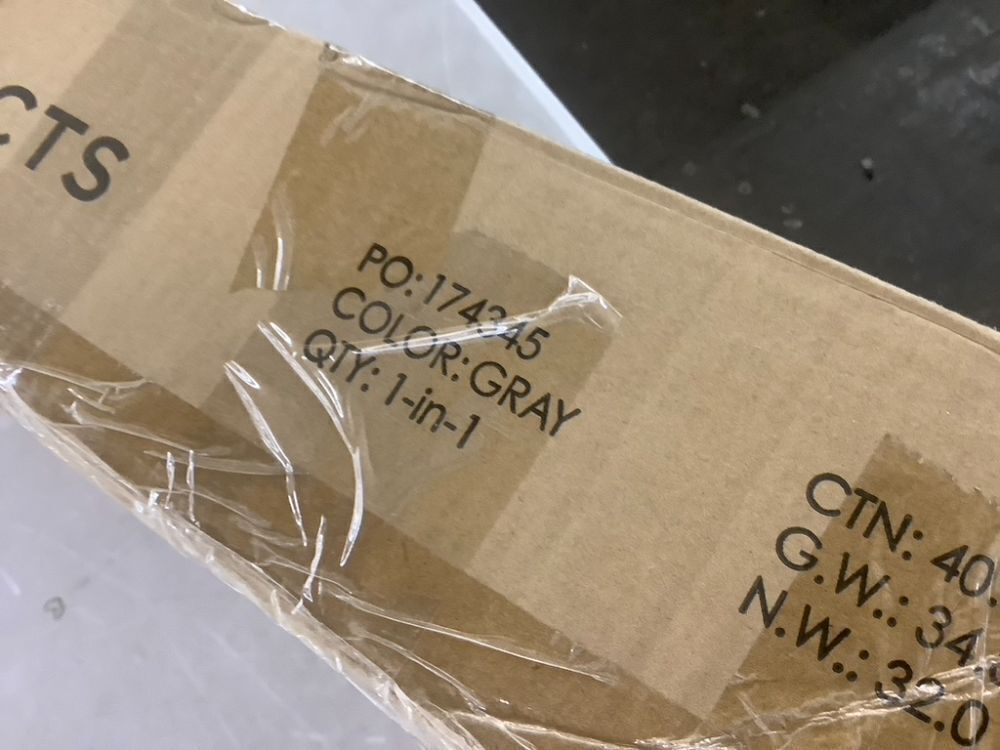 CTS
PO: 174345
COLOR: GRAY
QTY: 1-in-1
CTN: 40.
G.W.: 34.
N.W.: 32.0